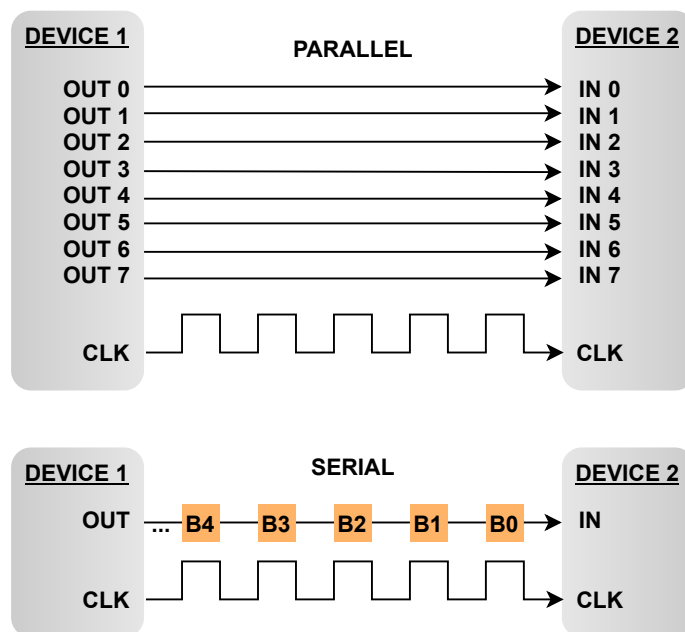 DEVICE 1 PARALLEL DEVICE 2
OUT 0 IN 0
OUT 1 IN 1
OUT 2 IN 2
OUT 3 IN 3
OUT 4 IN 4
OUT 5 IN 5
OUT 6 IN 6
OUT 7 IN 7
CLK CLK
DEVICE 1 SERIAL DEVICE 2
OUT ... B4 B3 B2 B1 B0 IN
CLK CLK